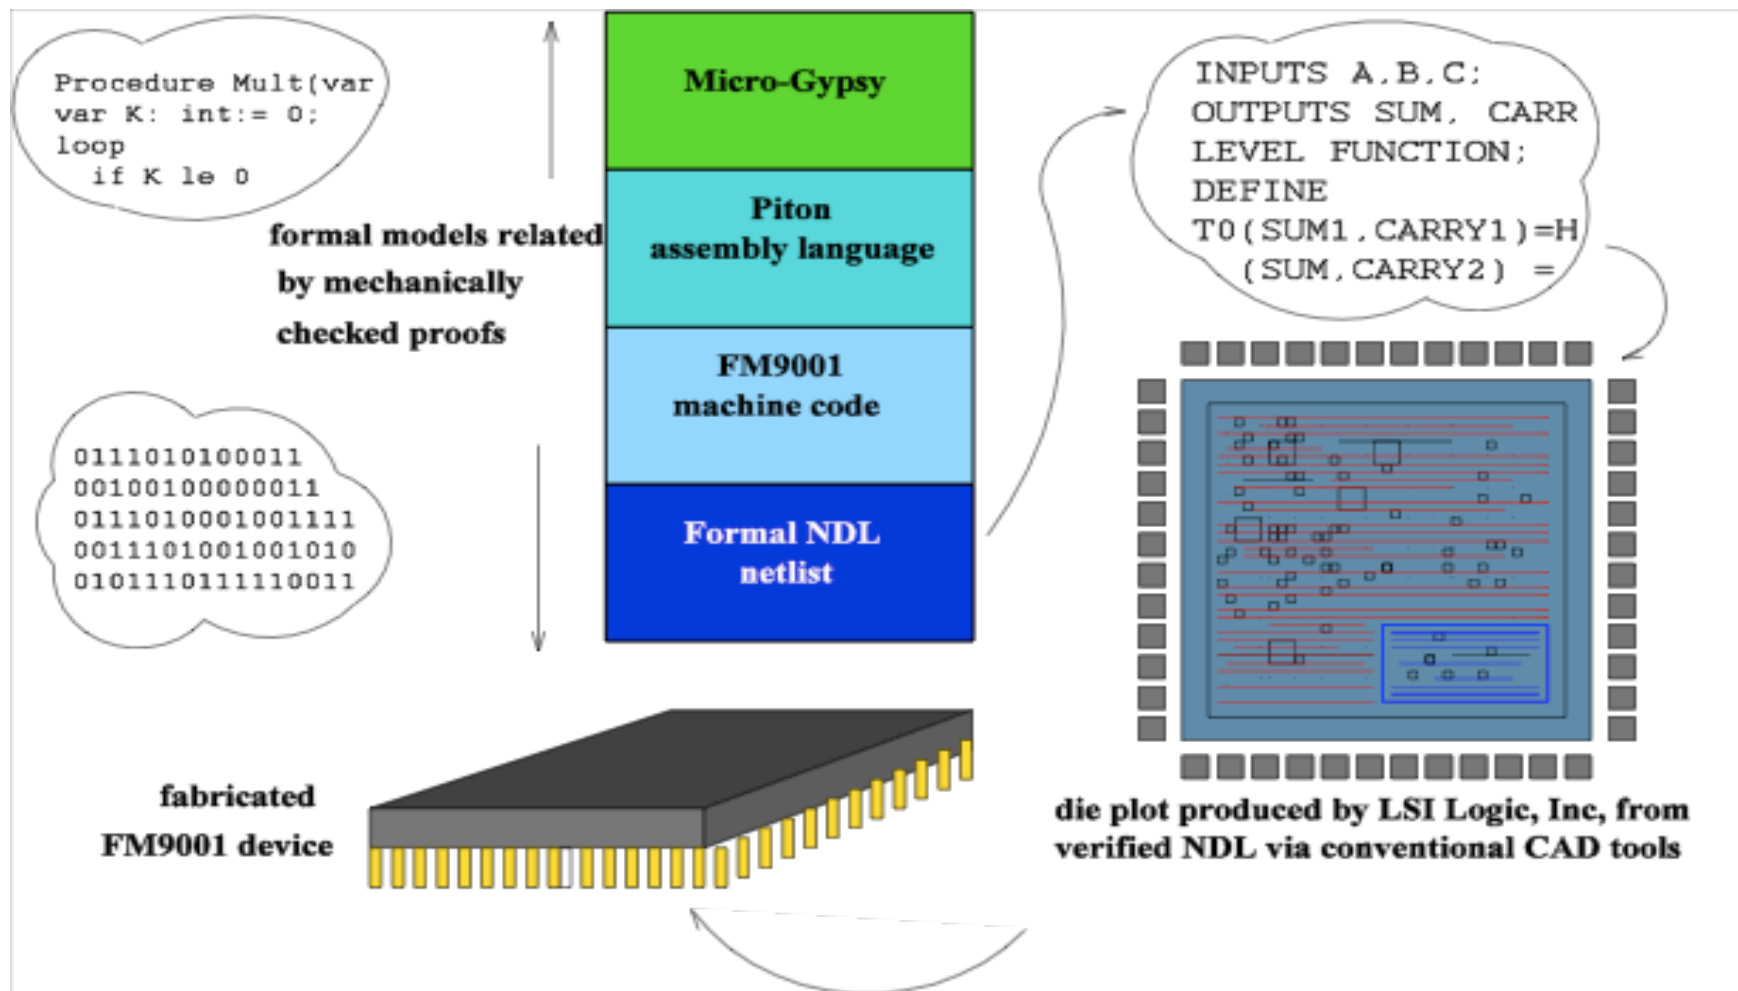 Procedure Mult(var
var K: int:= 0;
loop
if K le 0
formal models related
by mechanically
checked proofs
0111010100011
00100100000011
0111010001001111
0011101001001010
0101110111110011
Micro-Gypsy
Piton
assembly language
FM9001
machine code
Formal NDL
netlist
INPUTS A,B,C;
OUTPUTS SUM, CARR
LEVEL FUNCTION;
DEFINE
T0(SUM1,CARRY1)=H
(SUM,CARRY2) =
fabricated
FM9001 device
die plot produced by LSI Logic, Inc, from
verified NDL via conventional CAD tools